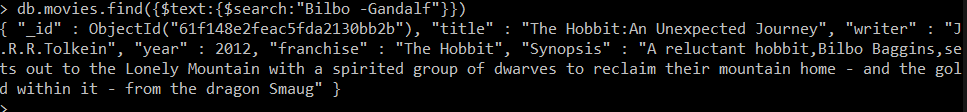 > db.movies.find({$text:{$search:"Bilbo -Gandalf"}})
{ "_id" : ObjectId("61f148e2feac5fda2130bb2b"), "title" : "The Hobbit:An Unexpected Journey", "writer" : "J
.R.R.Tolkein", "year" : 2012, "franchise" : "The Hobbit", "Synopsis" : "A reluctant hobbit,Bilbo Baggins,se
ts out to the Lonely Mountain with a spirited group of dwarves to reclaim their mountain home - and the gol
d within it - from the dragon Smaug" }
>